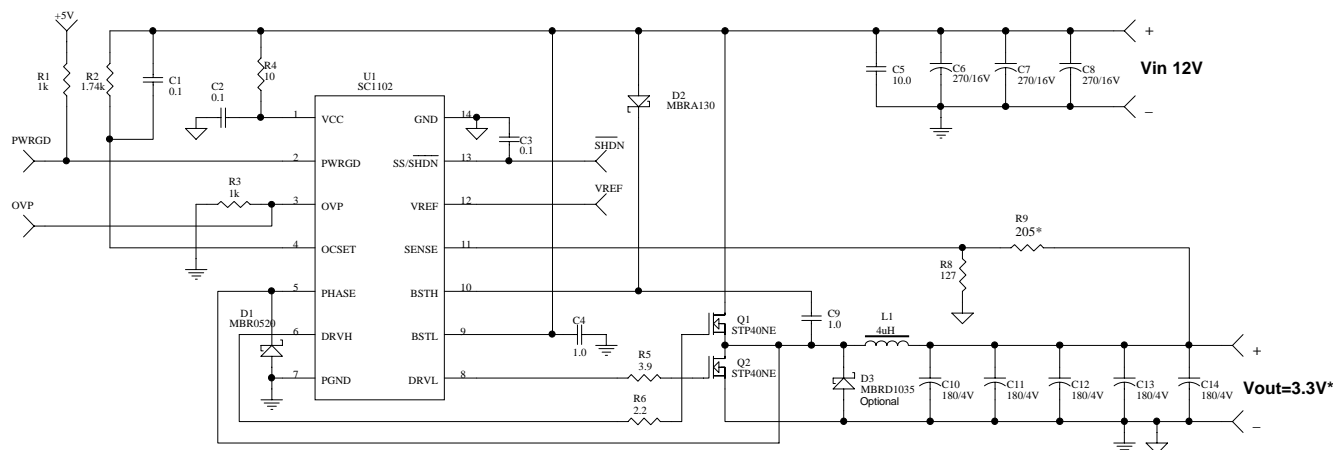 +5V
R1
1k
R2
1.74k
C1
0.1
R4
10
C2
0.1
U1
SC1102
1
VCC
GND
14
2
PWRGD
SS/SHDN
13
3
OVP
VREF
12
4
OCSET
SENSE
11
5
PHASE
BSTH
10
6
DRVH
BSTL
9
7
PGND
DRVL
8
PWRGD
OVP
R3
1k
D1
MBR0520
C3
0.1
SHDN
VREF
D2
MBRA130
C5
10.0
C6
270/16V
C7
270/16V
C8
270/16V
+
Vin 12V
–
R9
205*
R8
127
C4
1.0
R5
3.9
R6
2.2
Q1
STP40NE
Q2
STP40NE
C9
1.0
L1
4uH
D3
MBRD1035
Optional
C10
180/4V
C11
180/4V
C12
180/4V
C13
180/4V
C14
180/4V
+
Vout=3.3V*
–